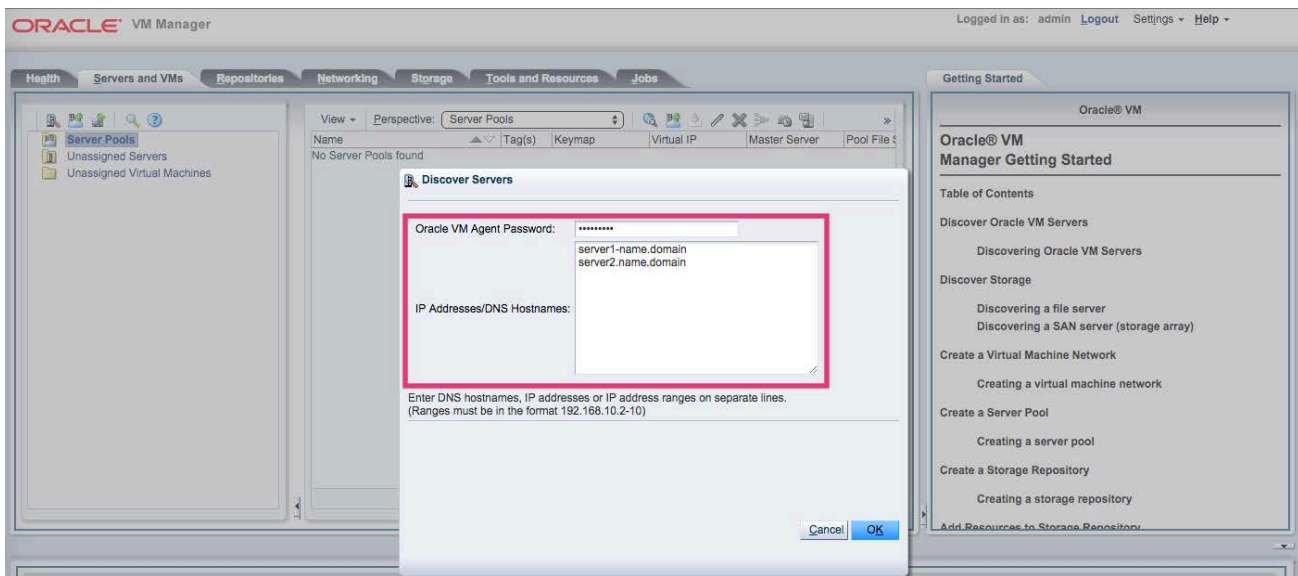 ORACLE® VM Manager
Logged in as: admin Logout Settings Help
Health Servers and VMs Repositories Networking Storage Tools and Resources Jobs
Getting Started
Server Pools
Unassigned Servers
Unassigned Virtual Machines
View Perspective: Server Pools »
Name Tag(s) Keymap Virtual IP Master Server Pool File
No Server Pools found
Discover Servers
Oracle VM Agent Password: •••••••••
IP Addresses/DNS Hostnames:
server1-name.domain
server2.name.domain
Enter DNS hostnames, IP addresses or IP address ranges on separate lines.
(Ranges must be in the format 192.168.10.2-10)
Cancel OK
Oracle® VM
Oracle® VM
Manager Getting Started
Table of Contents
Discover Oracle VM Servers
Discovering Oracle VM Servers
Discover Storage
Discovering a file server
Discovering a SAN server (storage array)
Create a Virtual Machine Network
Creating a virtual machine network
Create a Server Pool
Creating a server pool
Create a Storage Repository
Creating a storage repository
Add Resources to Storage Repository